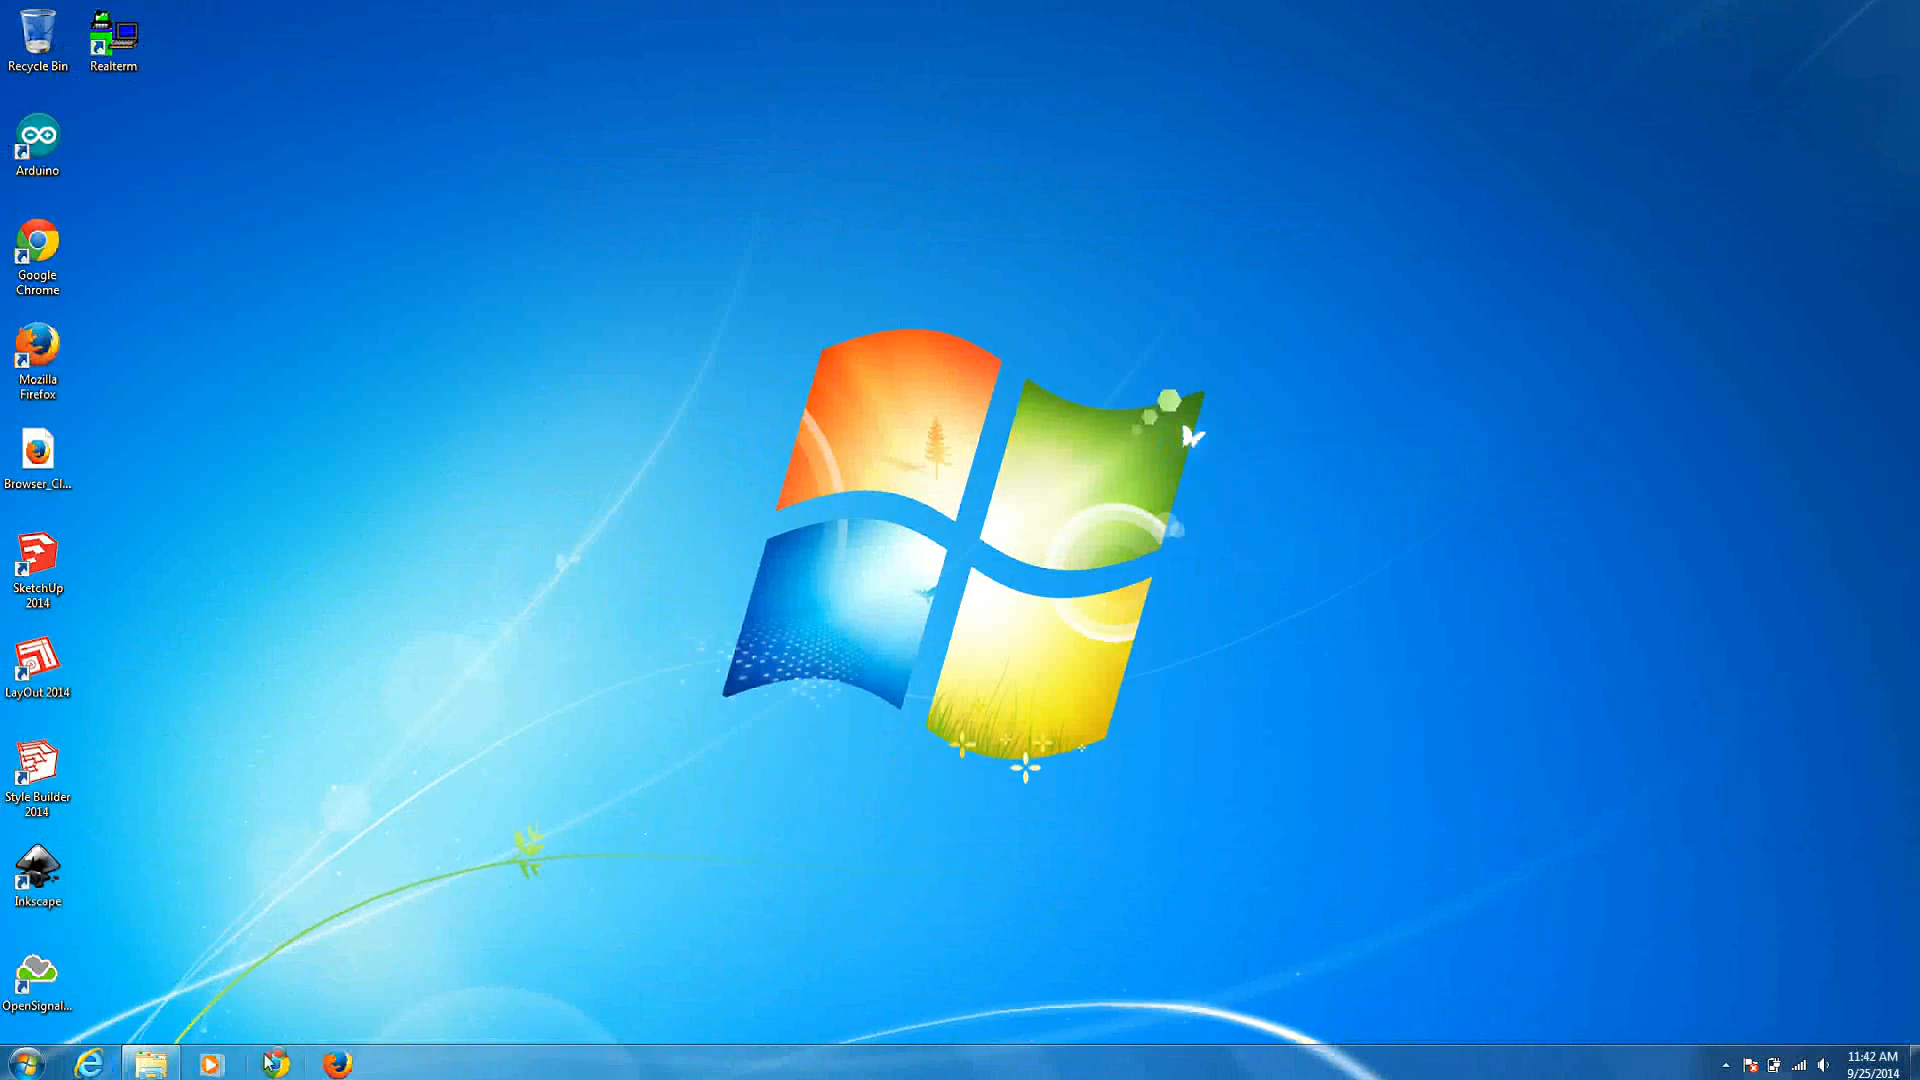 Recycle Bin
Realterm
Arduino
Google
Chrome
Mozilla
Firefox
Browser_Cl...
SketchUp
2014
LayOut 2014
Style Builder
2014
Inkscape
OpenSignal...
11:42 AM
9/25/2014